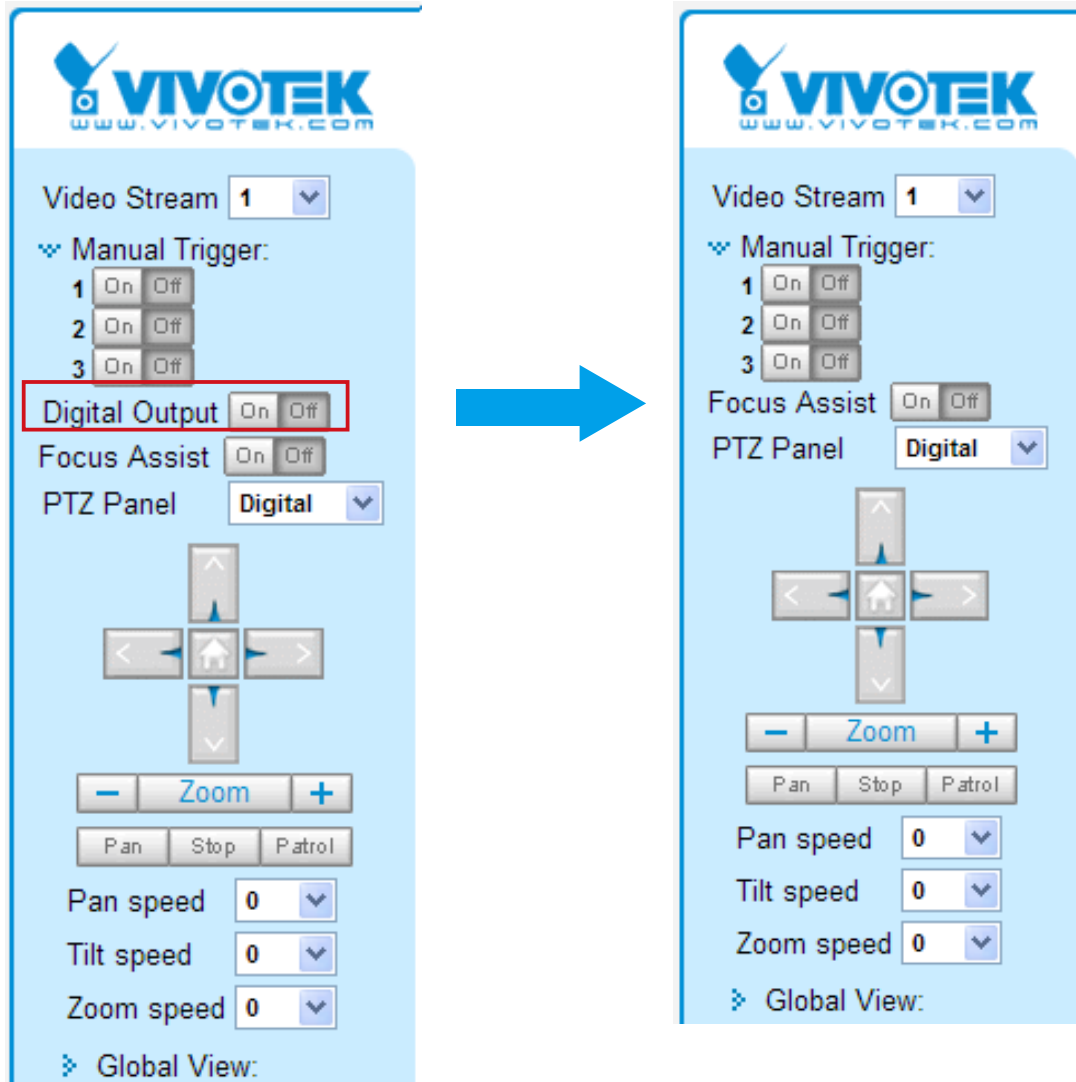 VIVOTEK
www.vivotek.com
Video Stream 1
Manual Trigger:
1 On Off
2 On Off
3 On Off
Digital Output On Off
Focus Assist On Off
PTZ Panel Digital
- Zoom +
Pan Stop Patrol
Pan speed 0
Tilt speed 0
Zoom speed 0
Global View:
VIVOTEK
www.vivotek.com
Video Stream 1
Manual Trigger:
1 On Off
2 On Off
3 On Off
Focus Assist On Off
PTZ Panel Digital
- Zoom +
Pan Stop Patrol
Pan speed 0
Tilt speed 0
Zoom speed 0
Global View: